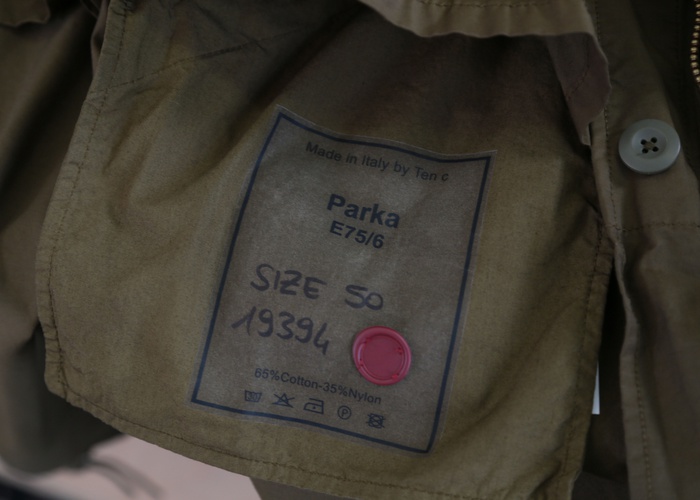 Made in Italy by Ten c
Parka
E75/6
SIZE 50
19394
65%Cotton-35%Nylon